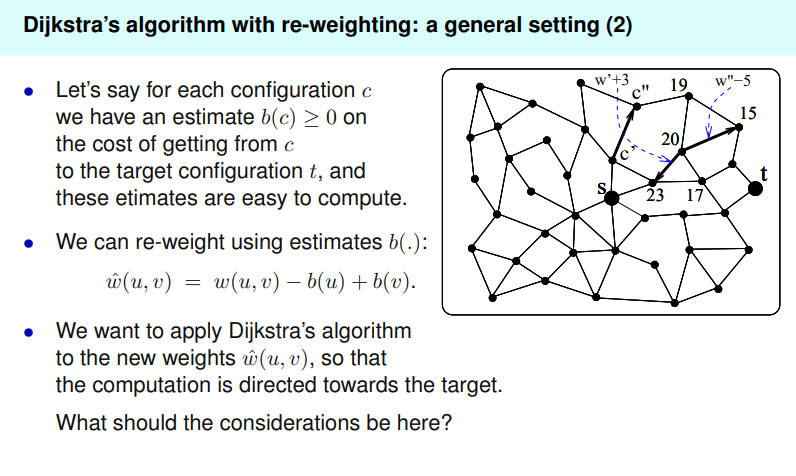 Dijkstra's algorithm with re-weighting: a general setting (2)
• Let's say for each configuration c
we have an estimate b(c) ≥ 0 on
the cost of getting from c
to the target configuration t, and
these etimates are easy to compute.
• We can re-weight using estimates b(.):
ŵ(u, v) = w(u, v) − b(u) + b(v).
• We want to apply Dijkstra's algorithm
to the new weights ŵ(u, v), so that
the computation is directed towards the target.
What should the considerations be here?
w'+3
c"
19
w"−5
15
20
c'
t
s
23
17